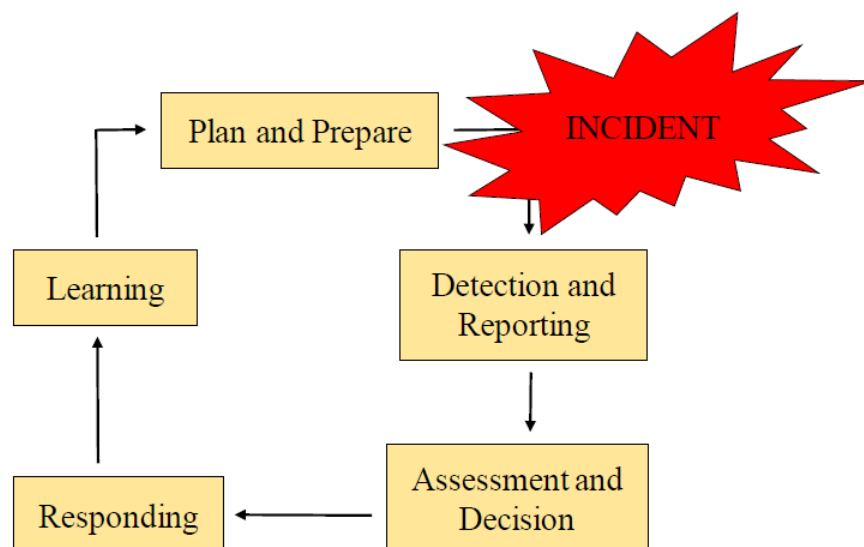 Plan and Prepare
INCIDENT
Learning
Detection and
Reporting
Assessment and
Decision
Responding